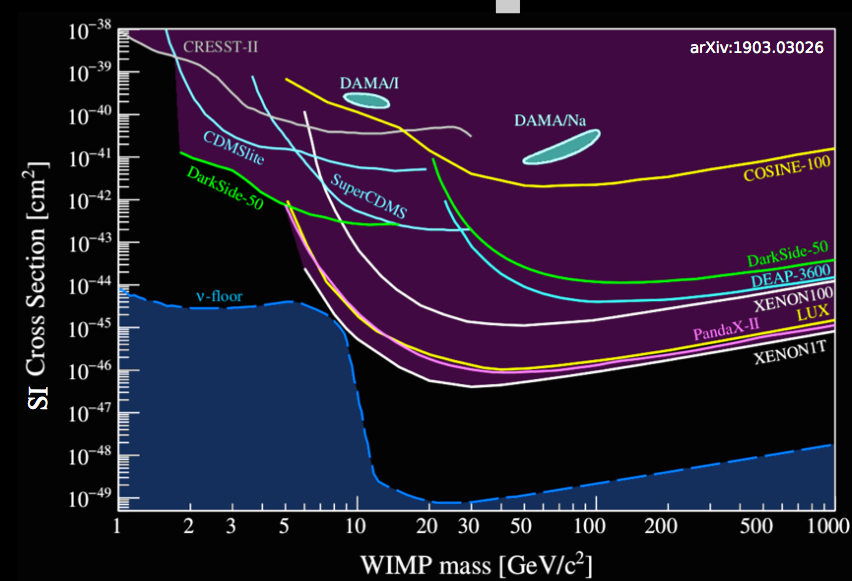 10⁻³⁸
10⁻³⁹
10⁻⁴⁰
10⁻⁴¹
10⁻⁴²
10⁻⁴³
10⁻⁴⁴
10⁻⁴⁵
10⁻⁴⁶
10⁻⁴⁷
10⁻⁴⁸
10⁻⁴⁹
SI Cross Section [cm²]
arXiv:1903.03026
CRESST-II
DAMA/I
DAMA/Na
CDMSlite
COSINE-100
DarkSide-50
SuperCDMS
DarkSide-50
DEAP-3600
ν-floor
XENON100
LUX
PandaX-II
XENON1T
1 2 3 5 10 20 30 50 100 200 500 1000
WIMP mass [GeV/c²]